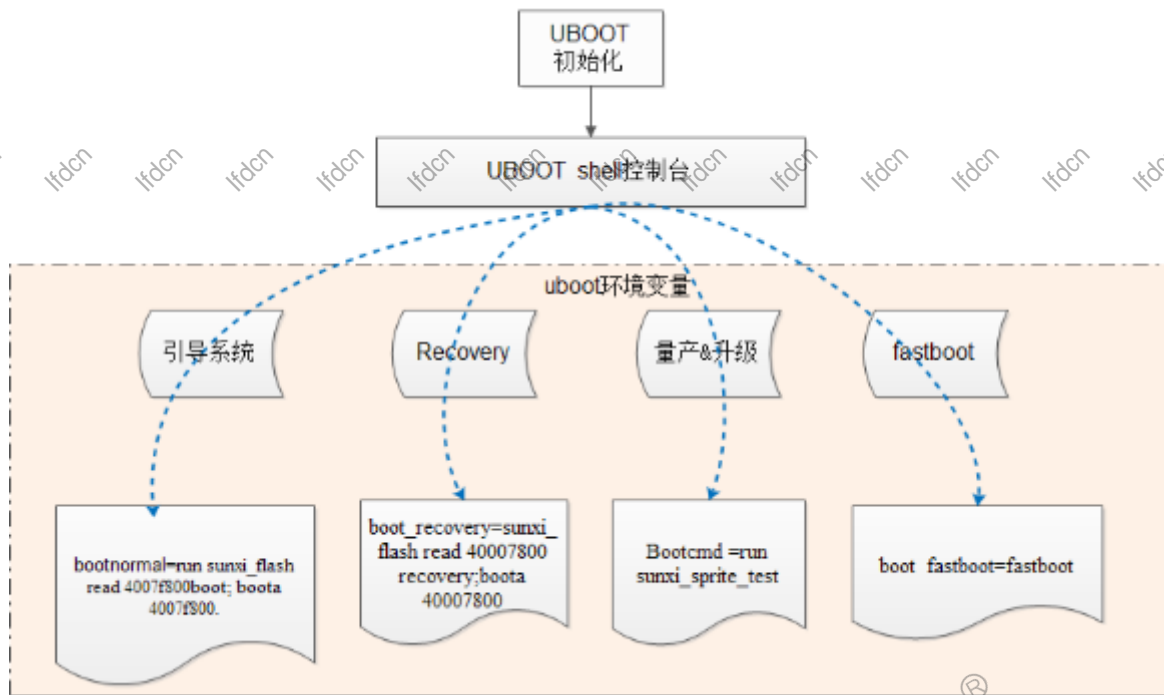 UBOOT
初始化
UBOOT shell控制台
lfdcn lfdcn lfdcn lfdcn lfdcn lfdcn lfdcn lfdcn lfdcn lfdcn lfdcn lfdcn lfdcn
uboot环境变量
引导系统
Recovery
量产&升级
fastboot
bootnormal=run sunxi_flash
read 4007f800boot; boota
4007f800.
boot_recovery=sunxi_
flash read 40007800
recovery;boota
40007800
Bootcmd =run
sunxi_sprite_test
boot fastboot=fastboot
®